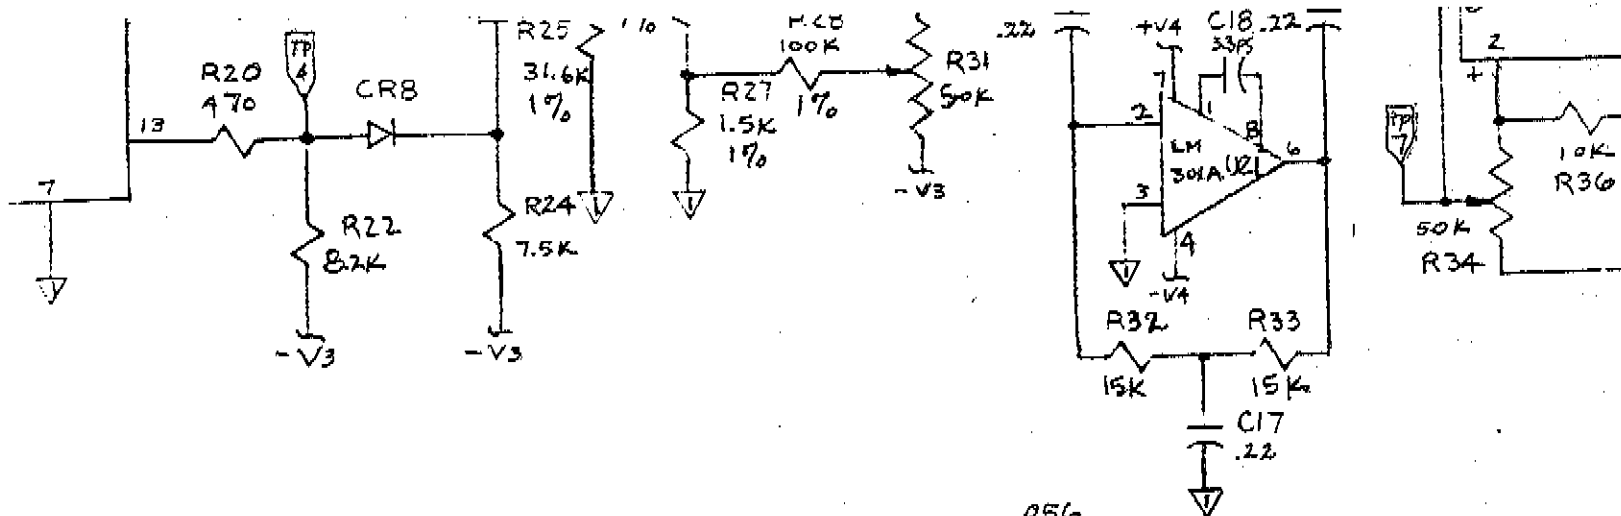 R20
470
TP
4
CR8
13
7
R22
8.2K
-V3
R25
31.6K
1%
R24
7.5K
-V3
1%
100K
1%
R27
1.5K
1%
R31
50K
-V3
.22
+V4
C18
33Pf
.22
7
1
2
8
LM
301A
6
3
4
-V4
R32
15K
R33
15K
C17
.22
TP
7
2
+
10K
R36
50K
R34